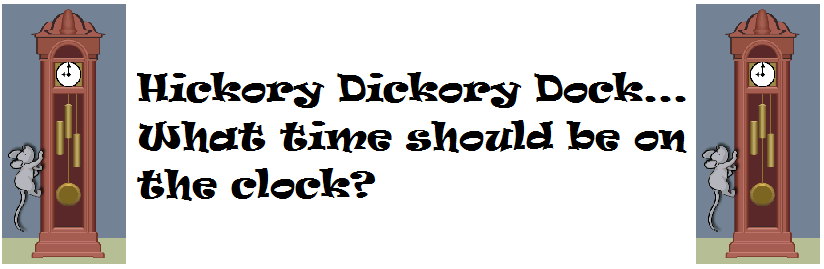 Hickory Dickory Dock...
What time should be on
the clock?